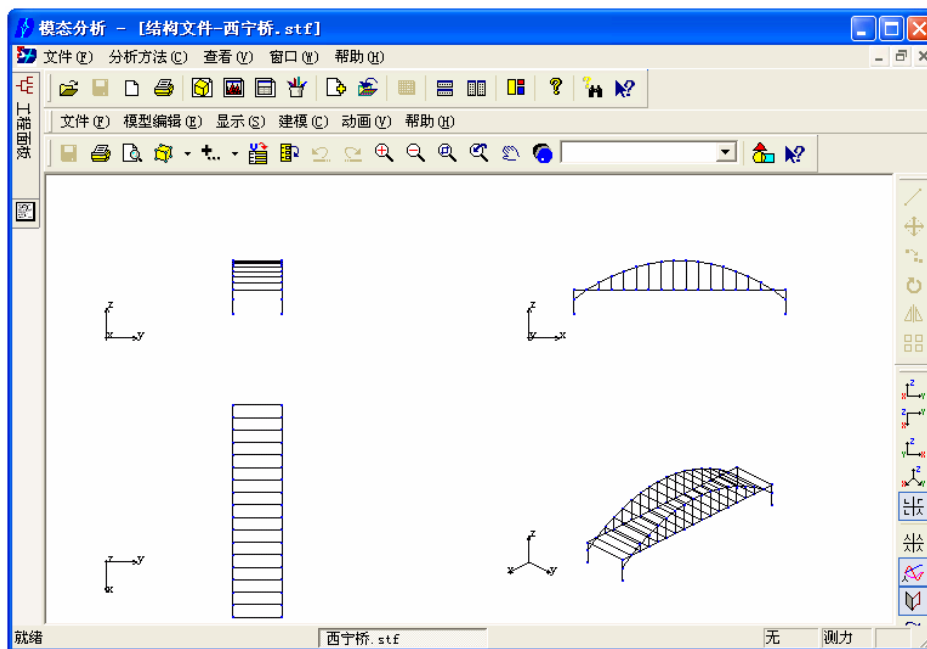 模态分析 - [结构文件-西宁桥.stf]
文件(F) 分析方法(C) 查看(V) 窗口(W) 帮助(H)
工程面板
文件(F) 模型编辑(E) 显示(S) 建模(C) 动画(V) 帮助(H)
z
x y
z
y x
z y
x
z
x y
就绪 西宁桥.stf 无 测力